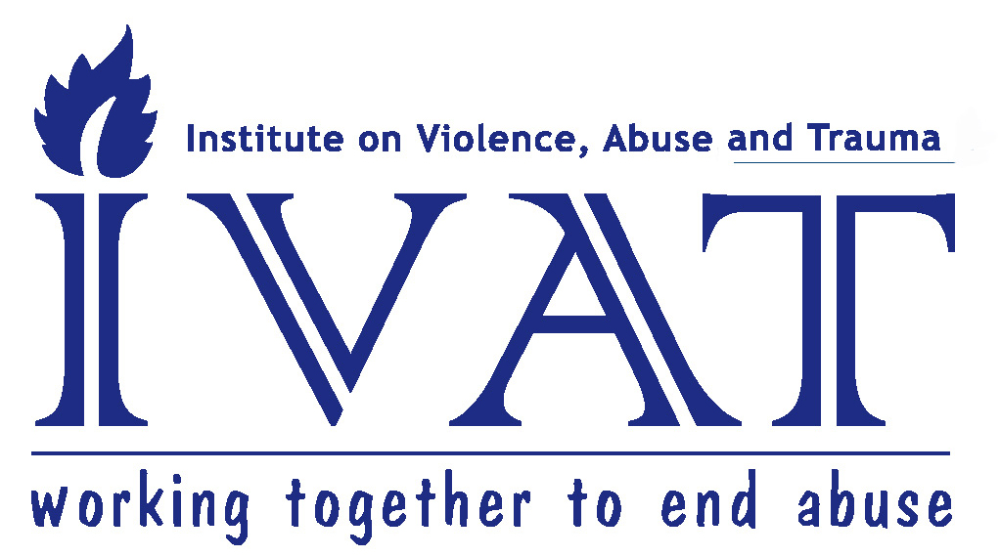 Institute on Violence, Abuse and Trauma
IVAT
working together to end abuse